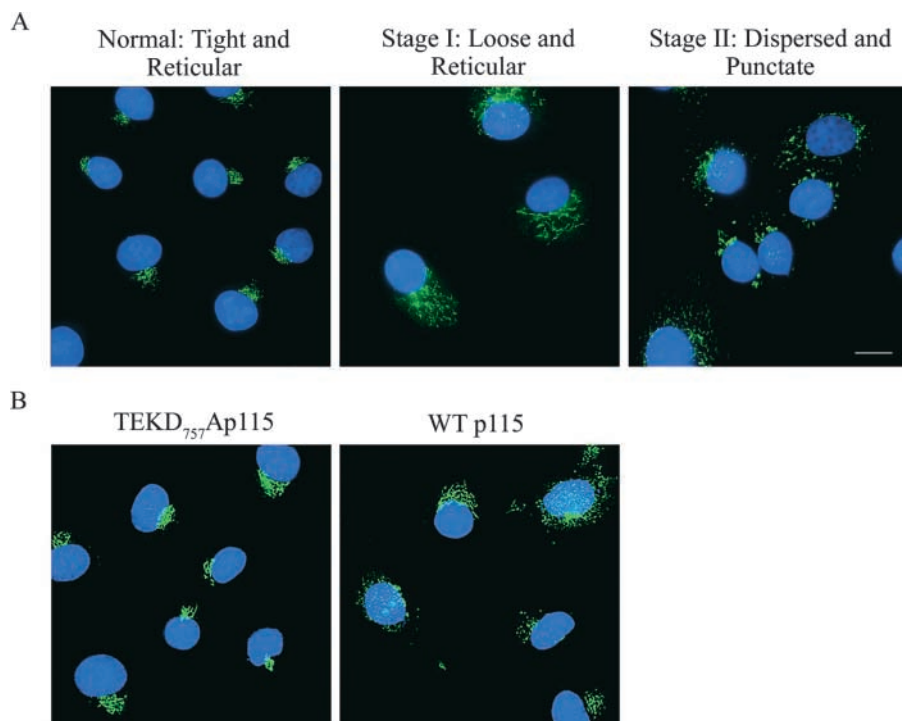 A
Normal: Tight and
Reticular
Stage I: Loose and
Reticular
Stage II: Dispersed and
Punctate
B
TEKD757Ap115
WT p115